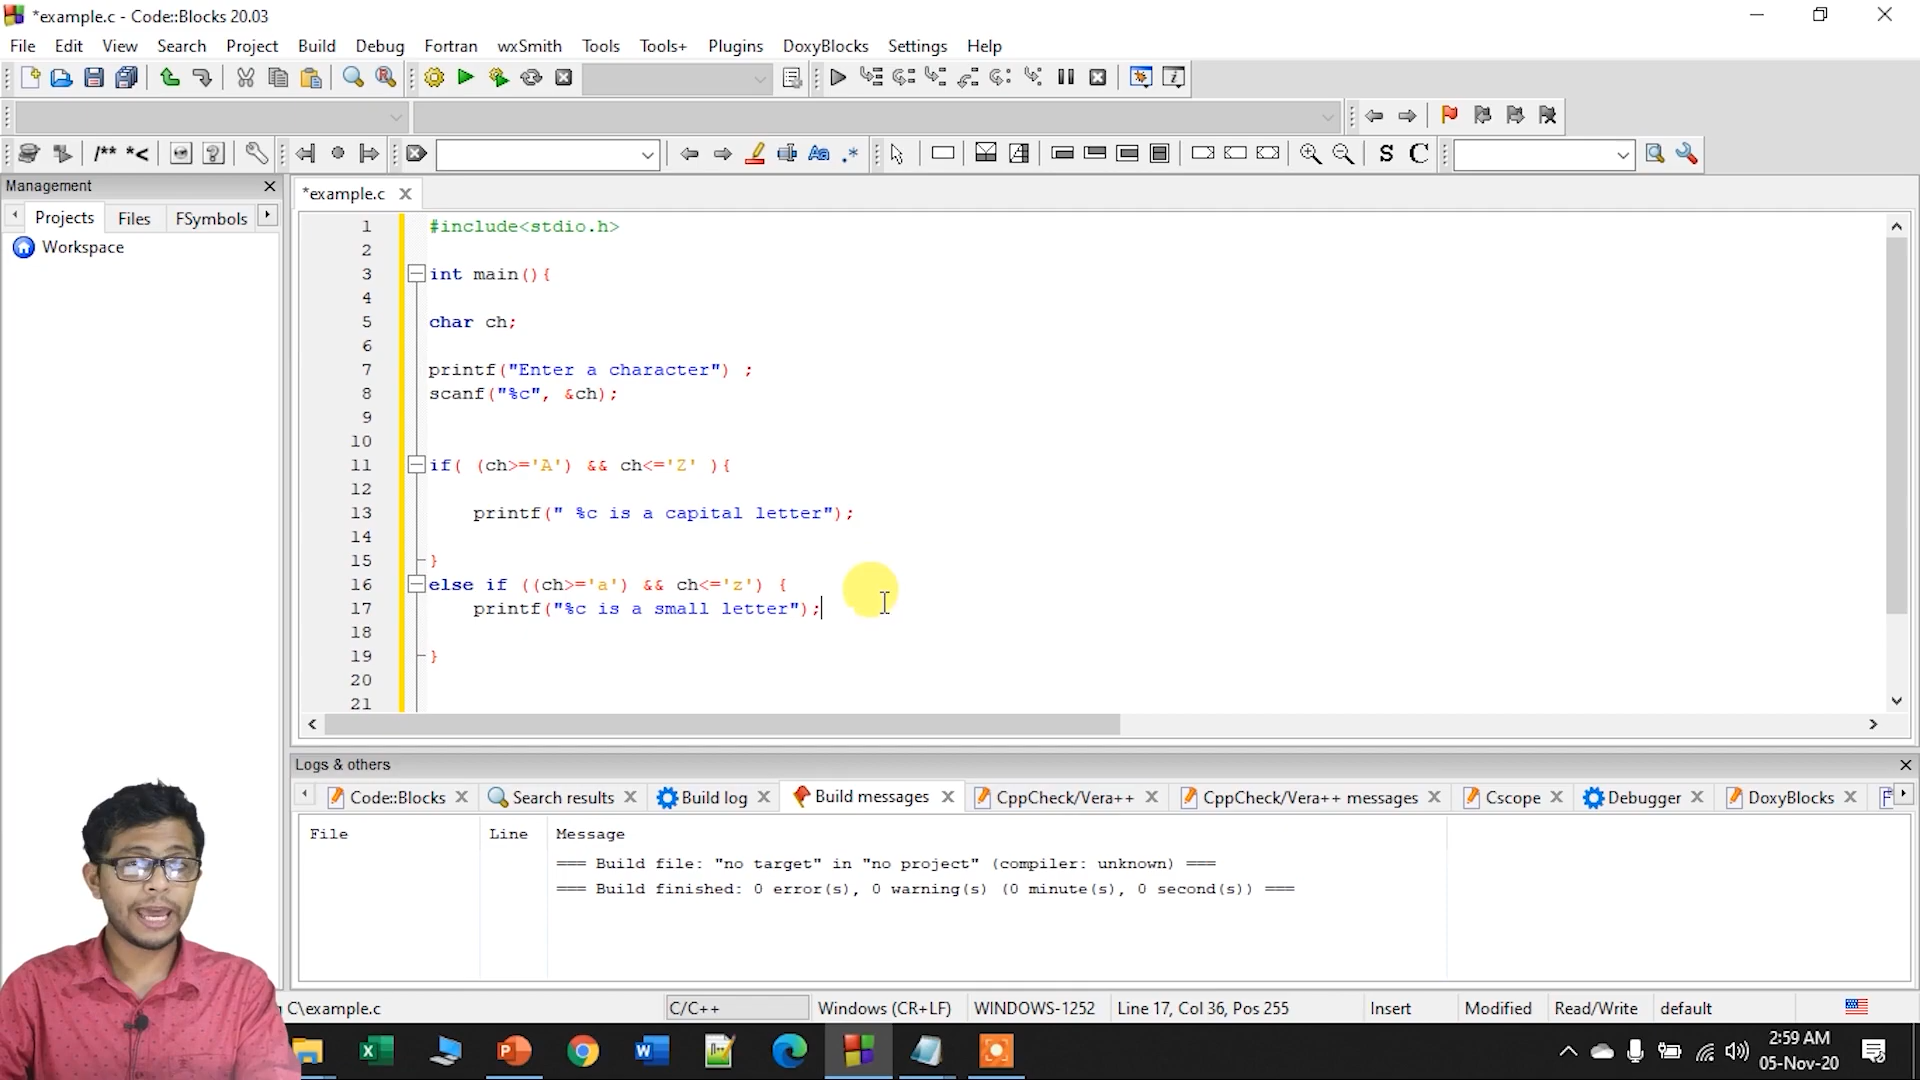 *example.c - Code::Blocks 20.03
File Edit View Search Project Build Debug Fortran wxSmith Tools Tools+ Plugins DoxyBlocks Settings Help
/** *<
S C
Management
*example.c
Projects Files FSymbols
Workspace
1 #include<stdio.h>
2
3 int main(){
4
5 char ch;
6
7 printf("Enter a character") ;
8 scanf("%c", &ch);
9
10
11 if( (ch>='A') && ch<='Z' ){
12
13 printf(" %c is a capital letter");
14
15 }
16 else if ((ch>='a') && ch<='z') {
17 printf("%c is a small letter");
18
19 }
20
21
Logs & others
Code::Blocks Search results Build log Build messages CppCheck/Vera++ CppCheck/Vera++ messages Cscope Debugger DoxyBlocks F
File Line Message
=== Build file: "no target" in "no project" (compiler: unknown) ===
=== Build finished: 0 error(s), 0 warning(s) (0 minute(s), 0 second(s)) ===
C\example.c C/C++ Windows (CR+LF) WINDOWS-1252 Line 17, Col 36, Pos 255 Insert Modified Read/Write default
2:59 AM
05-Nov-20